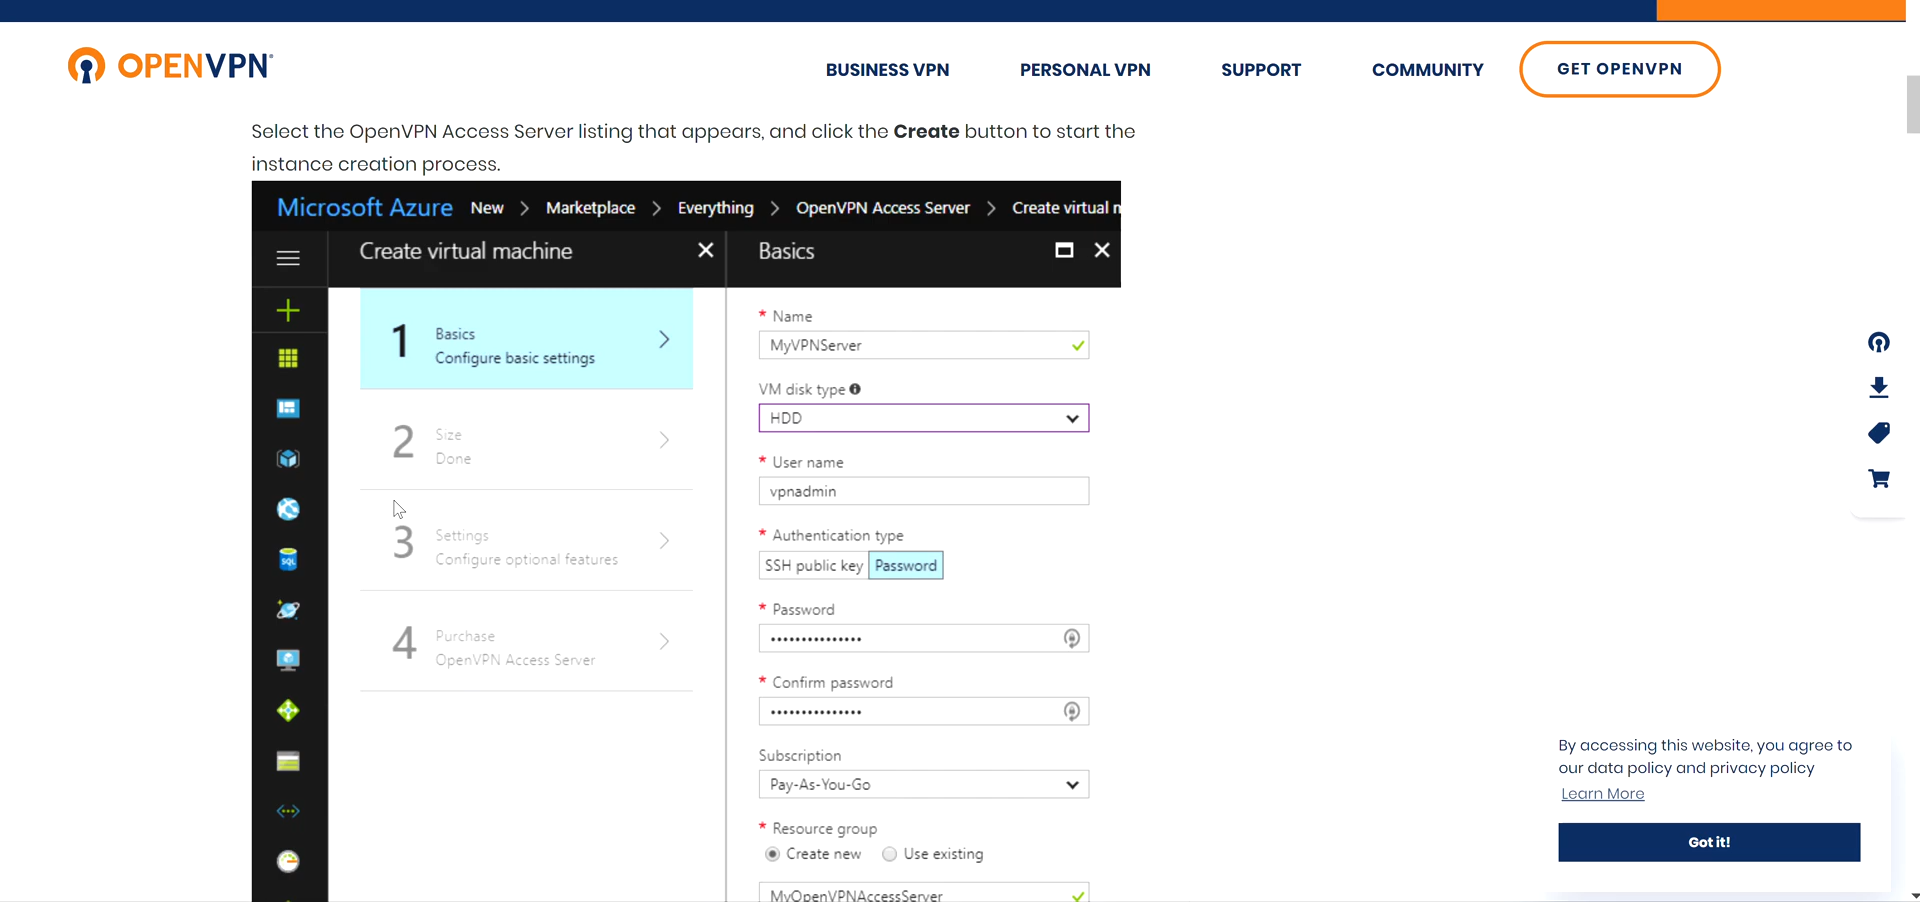 OPENVPN
BUSINESS VPN
PERSONAL VPN
SUPPORT
COMMUNITY
GET OPENVPN
Select the OpenVPN Access Server listing that appears, and click the Create button to start the
instance creation process.
Microsoft Azure New > Marketplace > Everything > OpenVPN Access Server > Create virtual m
Create virtual machine
1
Basics
Configure basic settings
2
Size
Done
3
Settings
Configure optional features
4
Purchase
OpenVPN Access Server
SQL
Basics
* Name
MyVPNServer
VM disk type
HDD
* User name
vpnadmin
* Authentication type
SSH public key Password
* Password
•••••••••••••••
* Confirm password
•••••••••••••••
Subscription
Pay-As-You-Go
* Resource group
Create new Use existing
MyOpenVPNAccessServer
By accessing this website, you agree to
our data policy and privacy policy
Learn More
Got it!